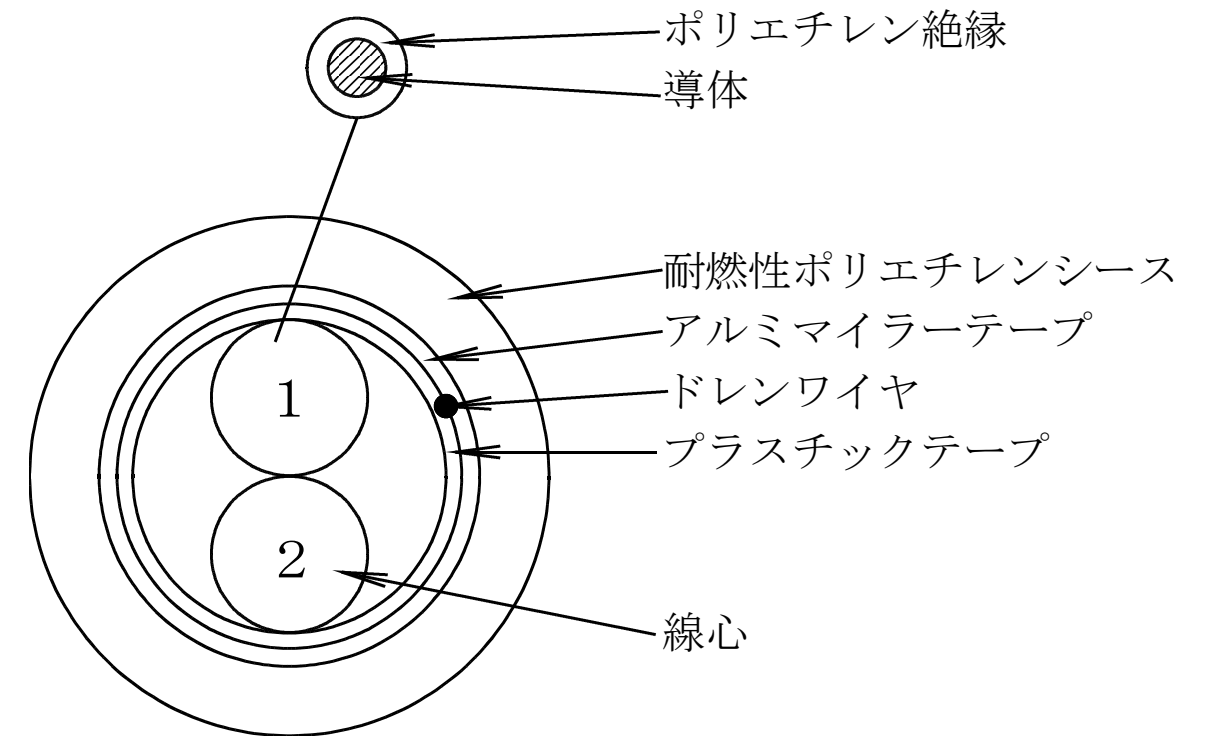 ポリエチレン絶縁
導体
耐燃性ポリエチレンシース
アルミマイラーテープ
1
ドレンワイヤ
プラスチックテープ
2
線心